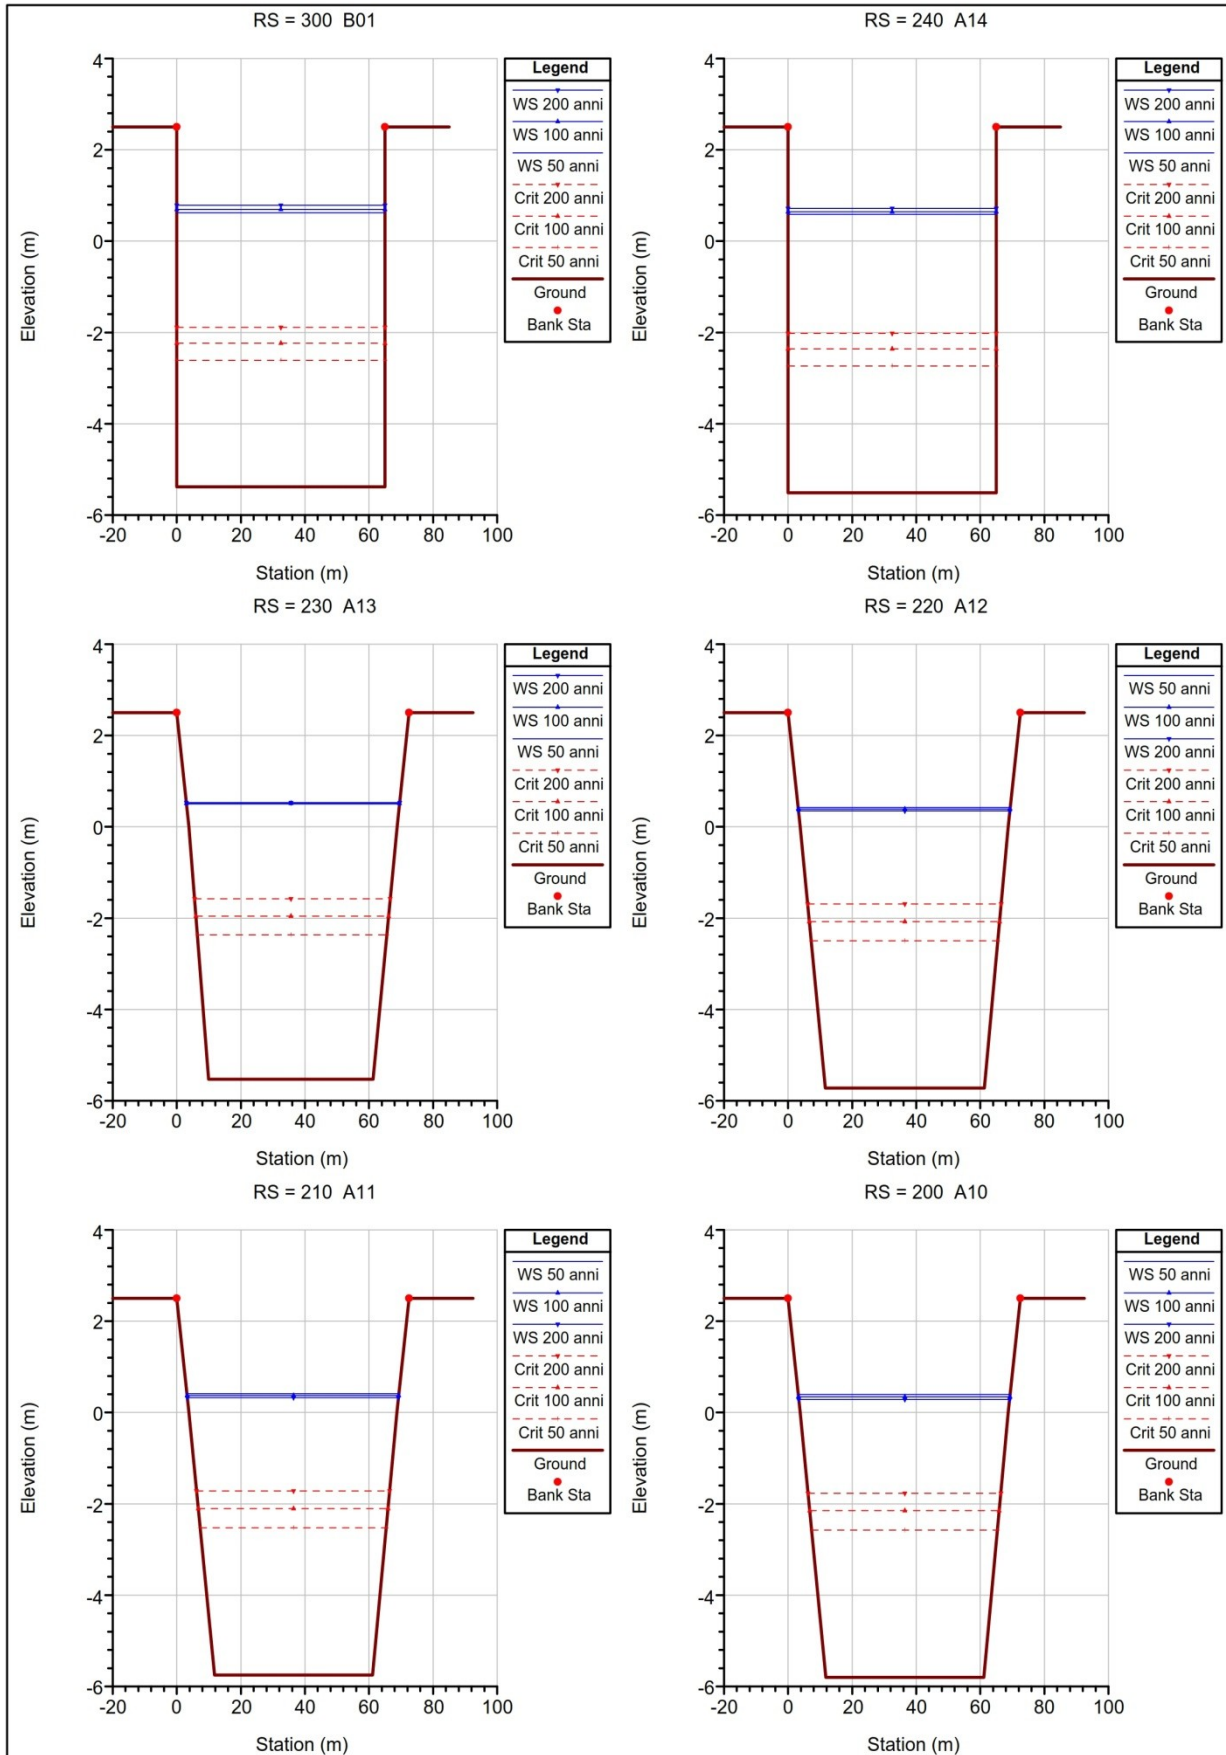 RS = 300 B01
Elevation (m)
4
2
0
-2
-4
-6
-20 0 20 40 60 80 100
Station (m)
Legend
WS 200 anni
WS 100 anni
WS 50 anni
Crit 200 anni
Crit 100 anni
Crit 50 anni
Ground
Bank Sta
RS = 240 A14
Elevation (m)
4
2
0
-2
-4
-6
-20 0 20 40 60 80 100
Station (m)
Legend
WS 200 anni
WS 100 anni
WS 50 anni
Crit 200 anni
Crit 100 anni
Crit 50 anni
Ground
Bank Sta
RS = 230 A13
Elevation (m)
4
2
0
-2
-4
-6
-20 0 20 40 60 80 100
Station (m)
Legend
WS 200 anni
WS 100 anni
WS 50 anni
Crit 200 anni
Crit 100 anni
Crit 50 anni
Ground
Bank Sta
RS = 220 A12
Elevation (m)
4
2
0
-2
-4
-6
-20 0 20 40 60 80 100
Station (m)
Legend
WS 50 anni
WS 100 anni
WS 200 anni
Crit 200 anni
Crit 100 anni
Crit 50 anni
Ground
Bank Sta
RS = 210 A11
Elevation (m)
4
2
0
-2
-4
-6
-20 0 20 40 60 80 100
Station (m)
Legend
WS 50 anni
WS 100 anni
WS 200 anni
Crit 200 anni
Crit 100 anni
Crit 50 anni
Ground
Bank Sta
RS = 200 A10
Elevation (m)
4
2
0
-2
-4
-6
-20 0 20 40 60 80 100
Station (m)
Legend
WS 50 anni
WS 100 anni
WS 200 anni
Crit 200 anni
Crit 100 anni
Crit 50 anni
Ground
Bank Sta